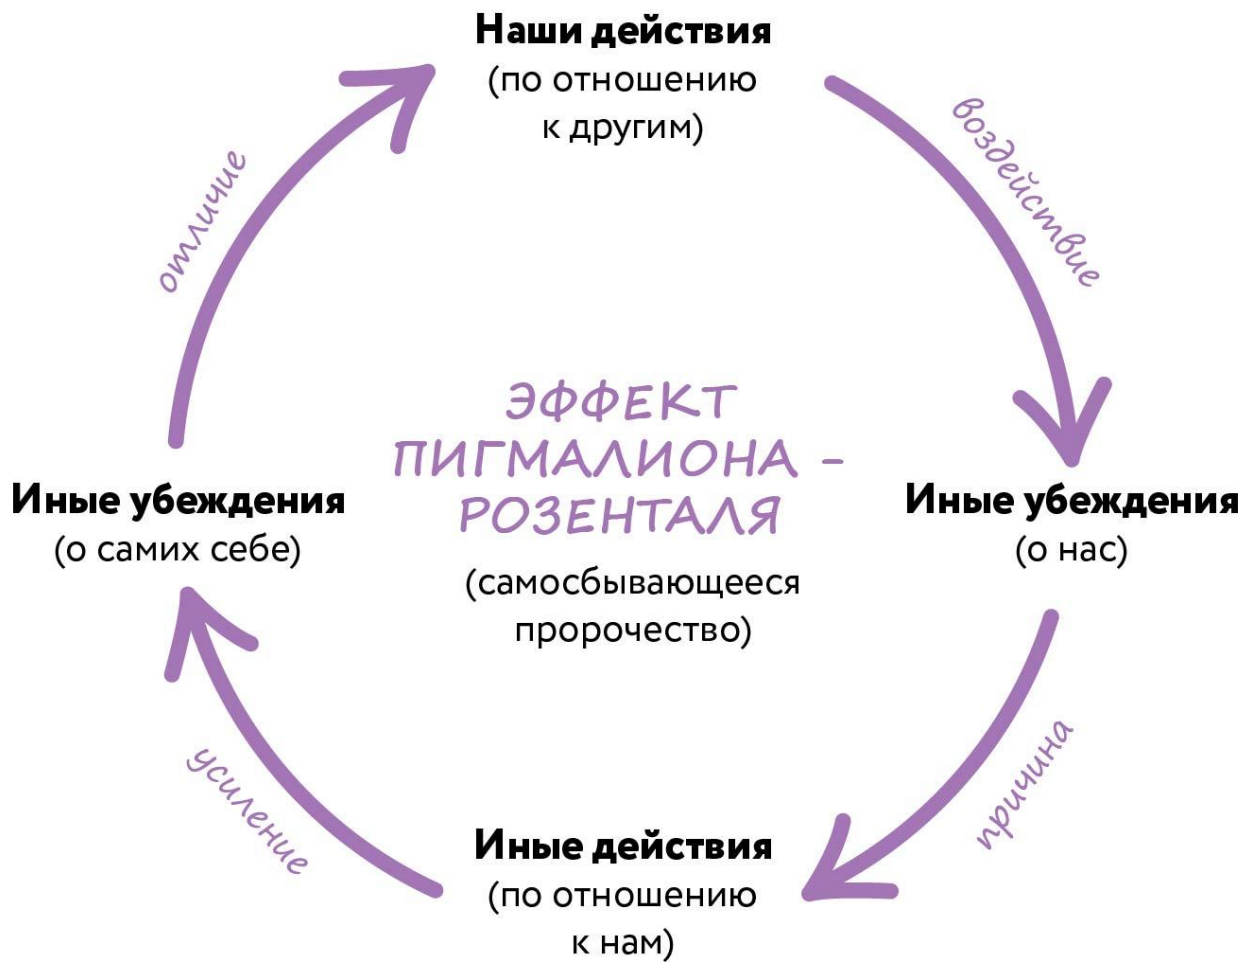 Наши действия
(по отношению
к другим)
воздействие
отличие
ЭФФЕКТ
ПИГМАЛИОНА –
РОЗЕНТАЛЯ
(самосбывающееся
пророчество)
Иные убеждения
(о самих себе)
Иные убеждения
(о нас)
усиление
причина
Иные действия
(по отношению
к нам)